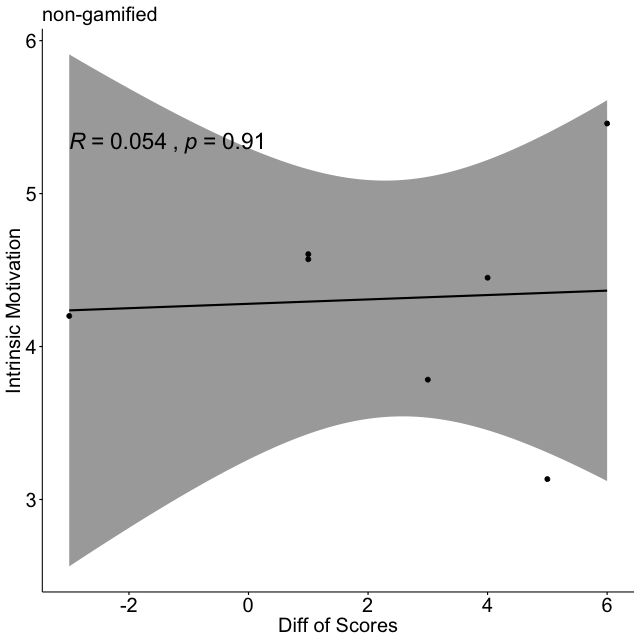 non-gamified
6
R = 0.054 , p = 0.91
5
4
3
Intrinsic Motivation
-2 0 2 4 6
Diff of Scores